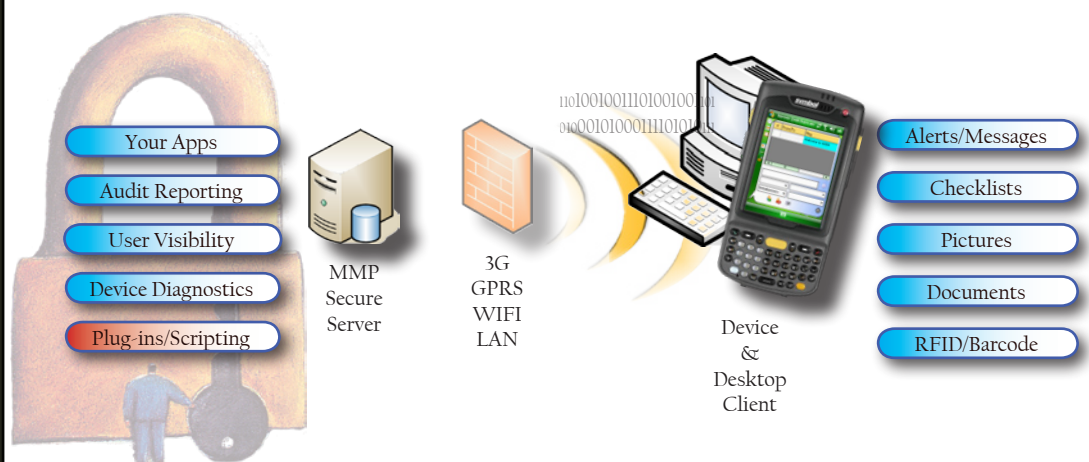 Your Apps
Audit Reporting
User Visibility
Device Diagnostics
Plug-ins/Scripting
MMP
Secure
Server
3G
GPRS
WIFI
LAN
symbol
Device
&
Desktop
Client
Alerts/Messages
Checklists
Pictures
Documents
RFID/Barcode